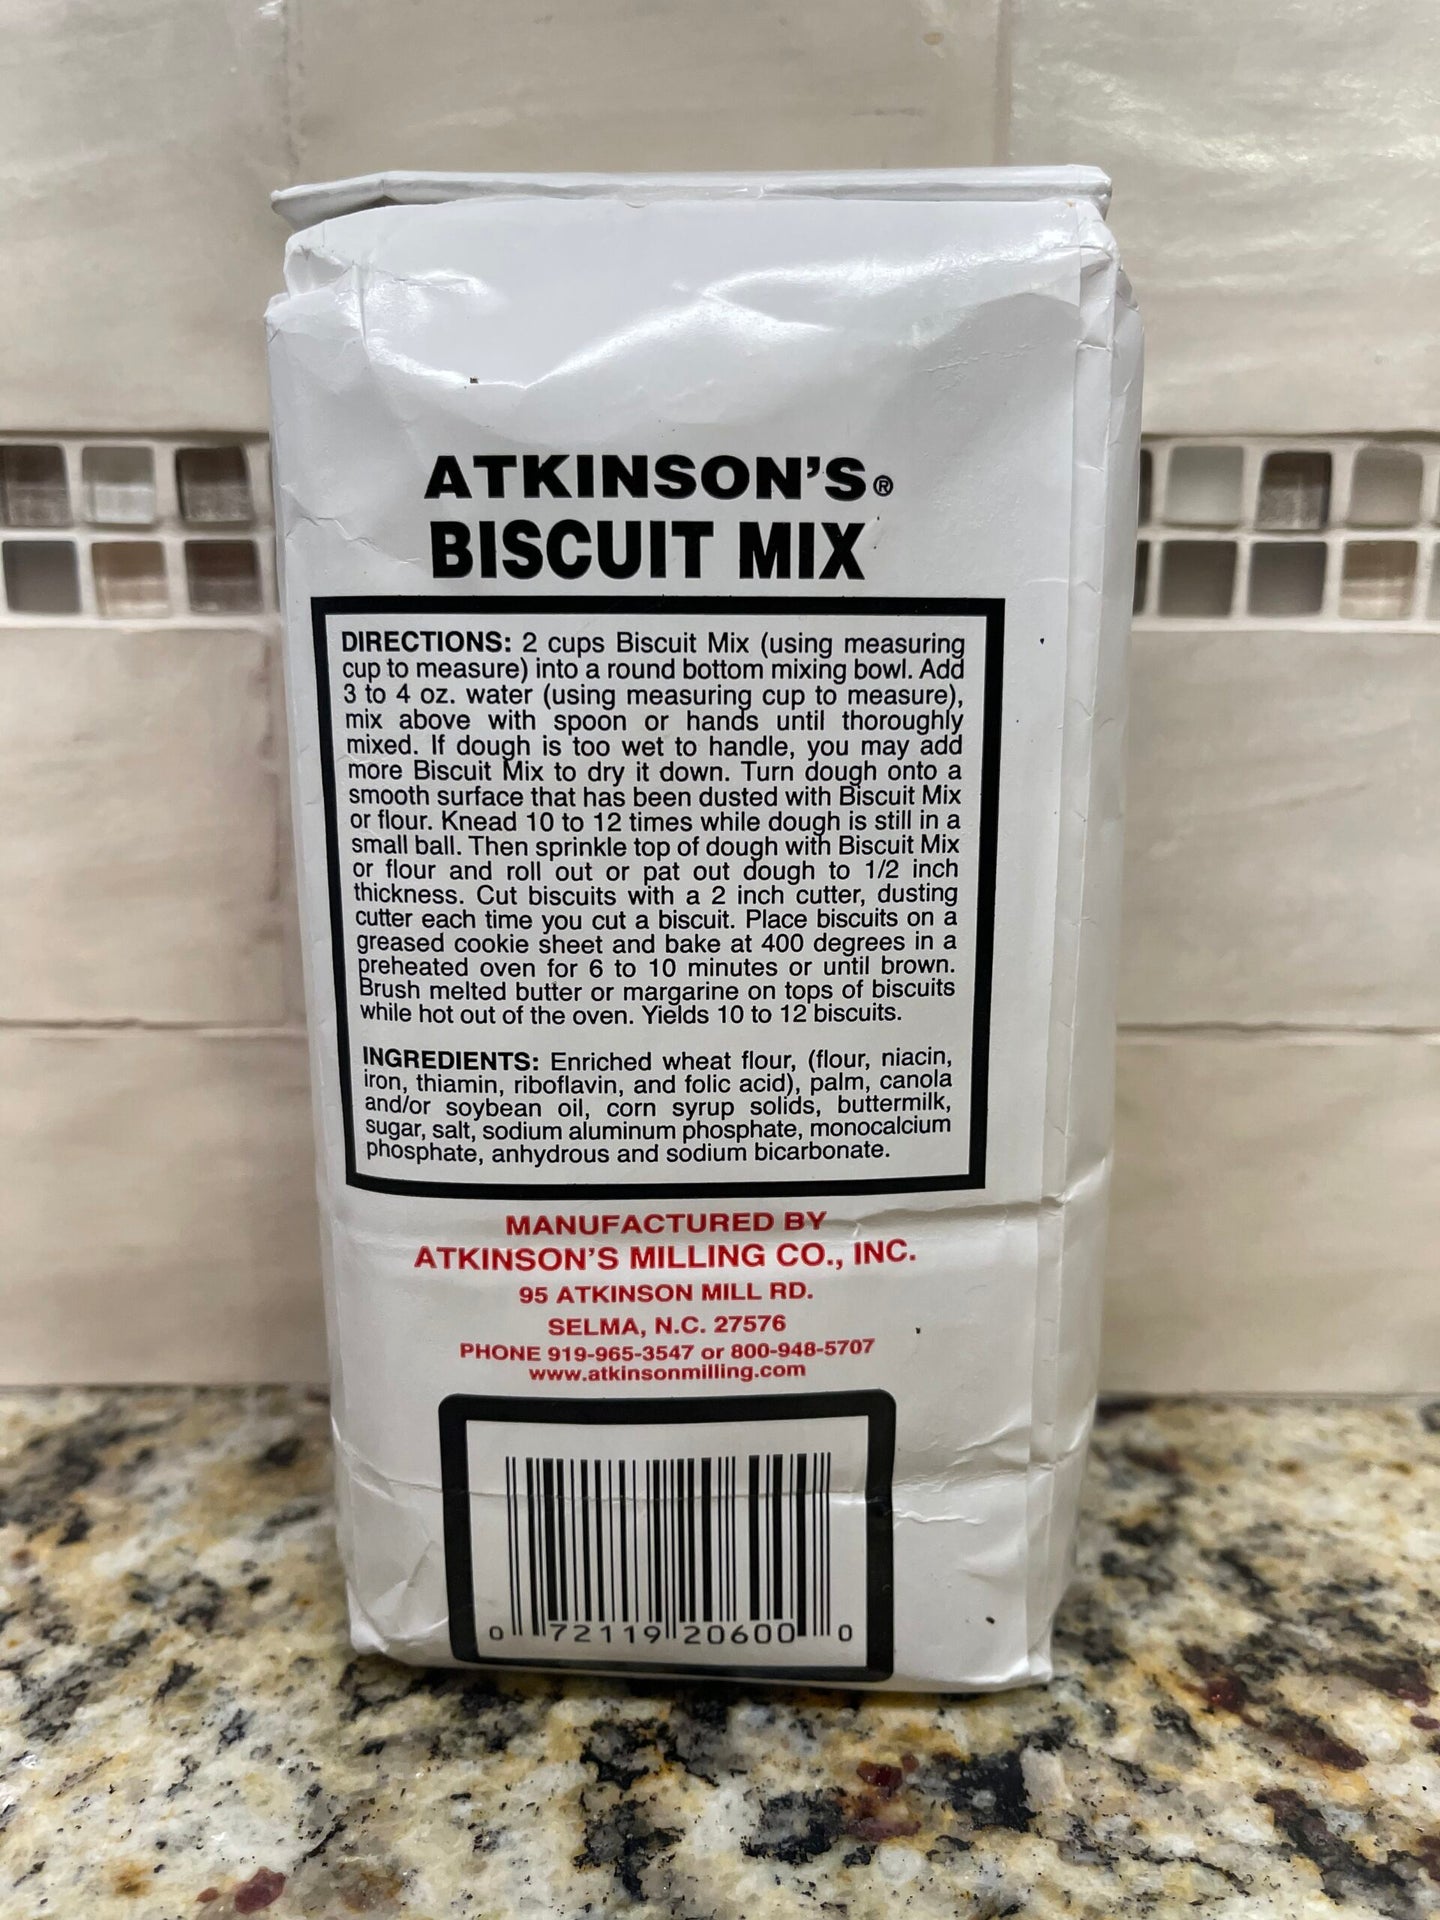 ATKINSON'S®
BISCUIT MIX
DIRECTIONS: 2 cups Biscuit Mix (using measuring
cup to measure) into a round bottom mixing bowl. Add
3 to 4 oz. water (using measuring cup to measure),
mix above with spoon or hands until thoroughly
mixed. If dough is too wet to handle, you may add
more Biscuit Mix to dry it down. Turn dough onto a
smooth surface that has been dusted with Biscuit Mix
or flour. Knead 10 to 12 times while dough is still in a
small ball. Then sprinkle top of dough with Biscuit Mix
or flour and roll out or pat out dough to 1/2 inch
thickness. Cut biscuits with a 2 inch cutter, dusting
cutter each time you cut a biscuit. Place biscuits on a
greased cookie sheet and bake at 400 degrees in a
preheated oven for 6 to 10 minutes or until brown.
Brush melted butter or margarine on tops of biscuits
while hot out of the oven. Yields 10 to 12 biscuits.
INGREDIENTS: Enriched wheat flour, (flour, niacin,
iron, thiamin, riboflavin, and folic acid), palm, canola
and/or soybean oil, corn syrup solids, buttermilk,
sugar, salt, sodium aluminum phosphate, monocalcium
phosphate, anhydrous and sodium bicarbonate.
MANUFACTURED BY
ATKINSON'S MILLING CO., INC.
95 ATKINSON MILL RD.
SELMA, N.C. 27576
PHONE 919-965-3547 or 800-948-5707
www.atkinsonmilling.com
0 72119 20600 0